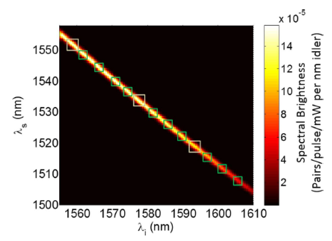 x 10⁻⁵
1550
1540
1530
1520
1510
1500
λs (nm)
1560 1570 1580 1590 1600 1610
λi (nm)
14
12
10
8
6
4
2
Spectral Brightness
(Pairs/pulse/mW per nm idler)